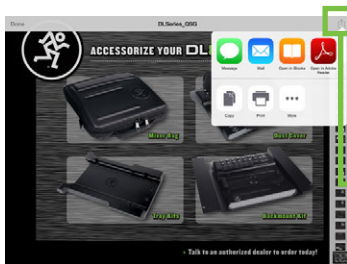 Done
DLSeries_QSG
ACCESSORIZE YOUR DL
Message
Mail
Open in iBooks
Open in Adobe
Reader
Copy
Print
More
Mixer Bag
Dust Cover
Tray Kits
Rackmount Kit
Talk to an authorized dealer to order today!